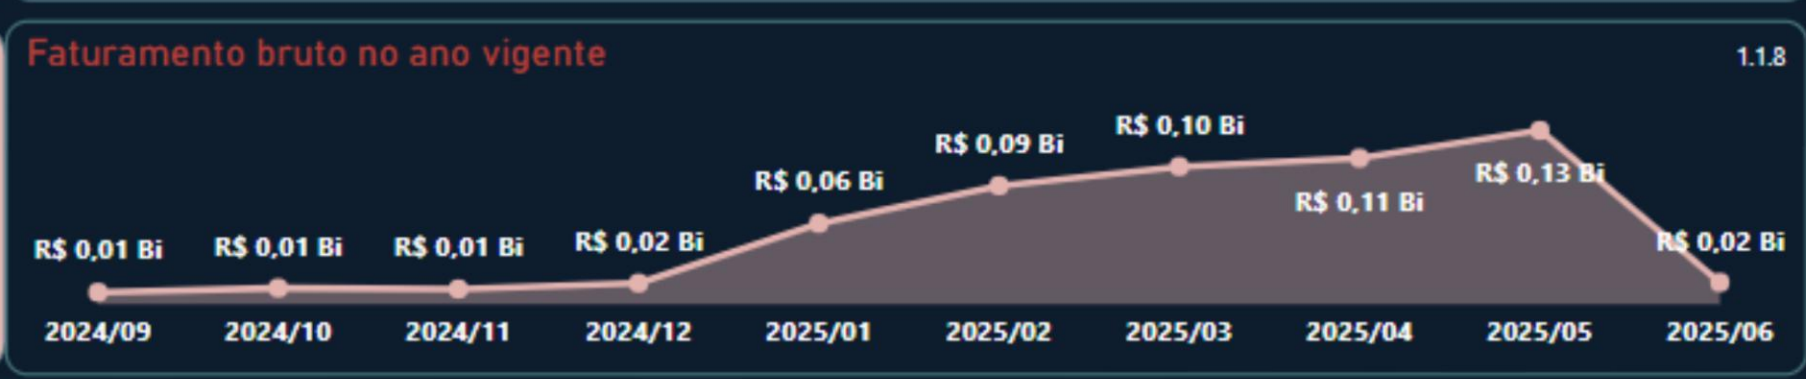 Faturamento bruto no ano vigente
1.1.8
R$ 0,01 Bi
R$ 0,01 Bi
R$ 0,01 Bi
R$ 0,02 Bi
R$ 0,06 Bi
R$ 0,09 Bi
R$ 0,10 Bi
R$ 0,11 Bi
R$ 0,13 Bi
R$ 0,02 Bi
2024/09
2024/10
2024/11
2024/12
2025/01
2025/02
2025/03
2025/04
2025/05
2025/06